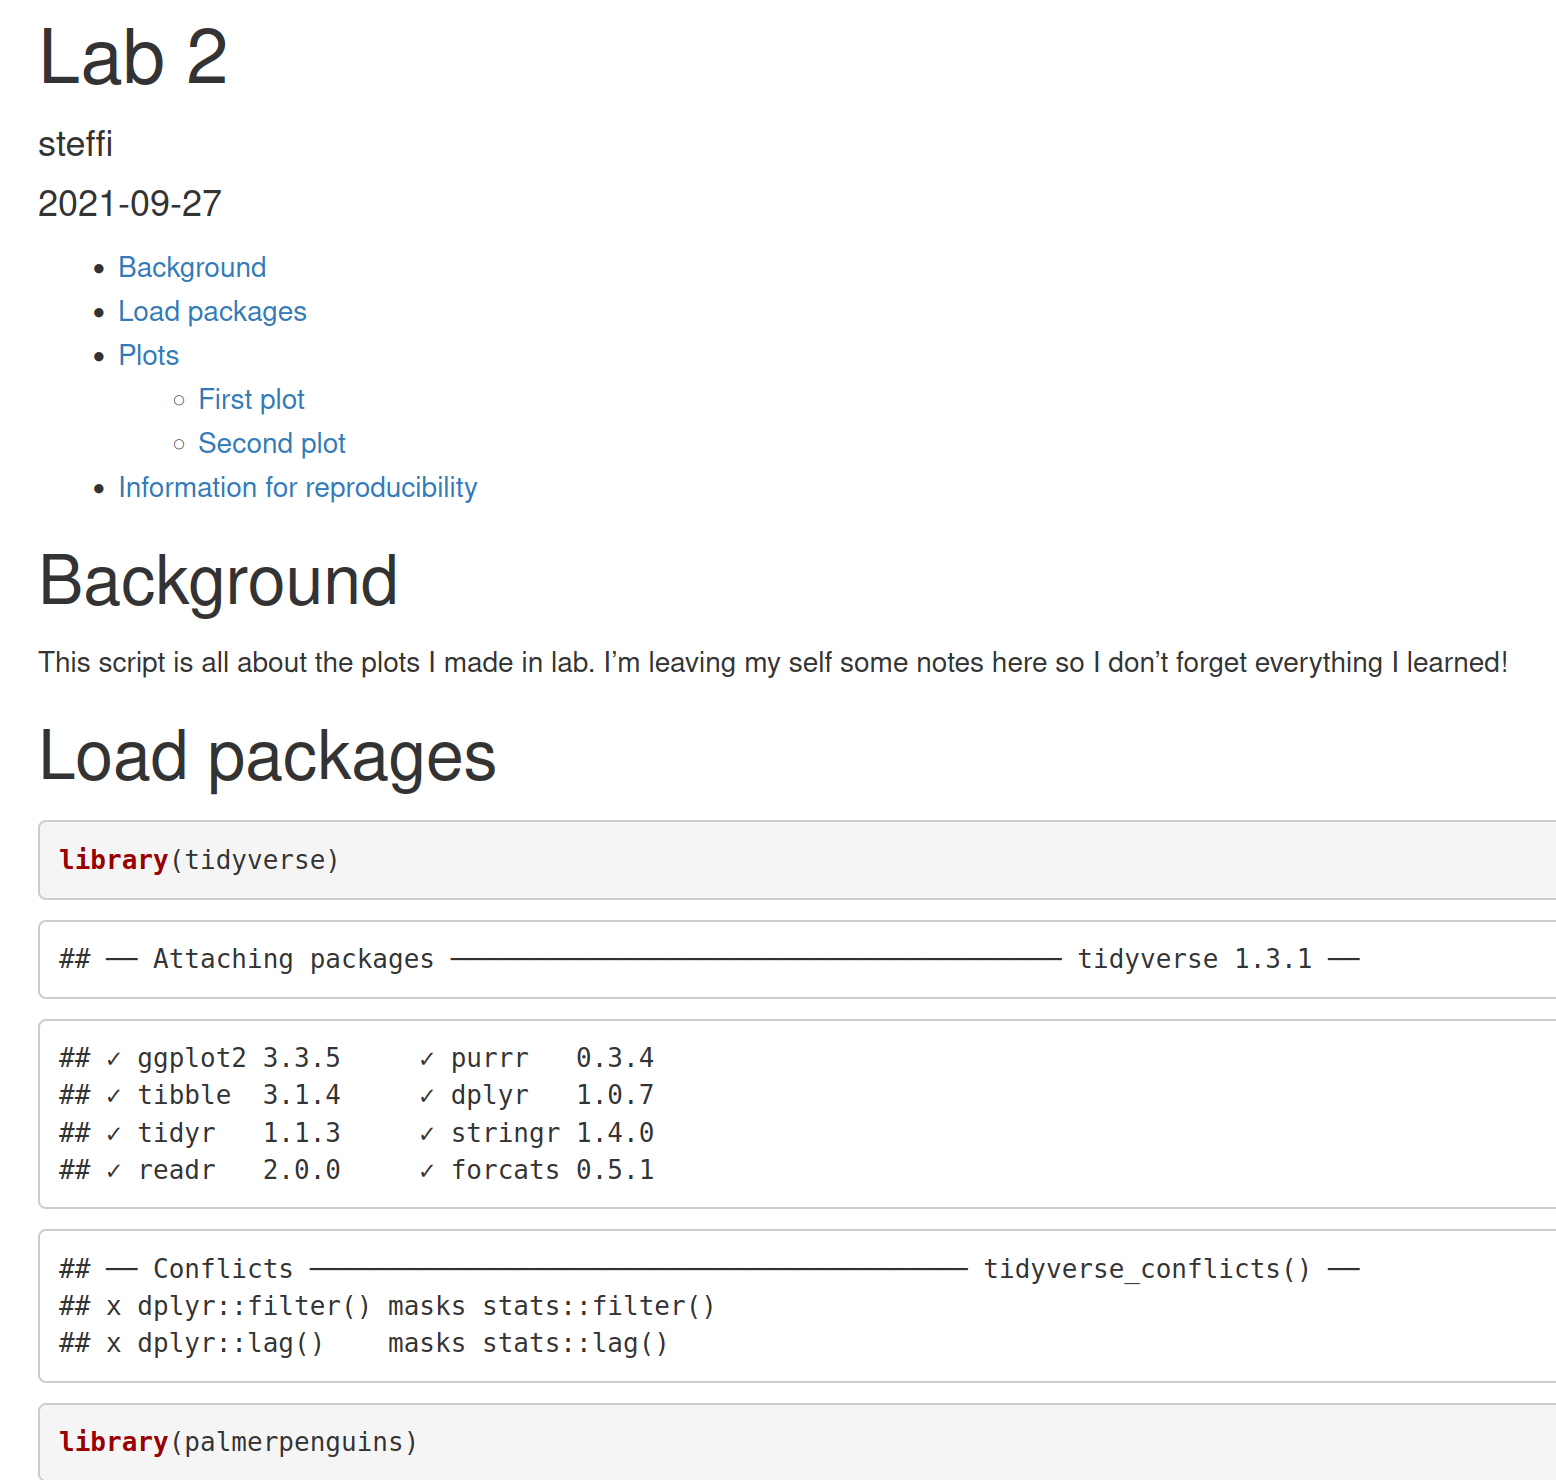 Lab 2
steffi
2021-09-27
Background
Load packages
Plots
First plot
Second plot
Information for reproducibility
Background
This script is all about the plots I made in lab. I’m leaving my self some notes here so I don’t forget everything I learned!
Load packages
library(tidyverse)
## ── Attaching packages ─────────────────────────────────────── tidyverse 1.3.1 ──
## ✓ ggplot2 3.3.5     ✓ purrr   0.3.4
## ✓ tibble  3.1.4     ✓ dplyr   1.0.7
## ✓ tidyr   1.1.3     ✓ stringr 1.4.0
## ✓ readr   2.0.0     ✓ forcats 0.5.1
## ── Conflicts ────────────────────────────────────────── tidyverse_conflicts() ──
## x dplyr::filter() masks stats::filter()
## x dplyr::lag()    masks stats::lag()
library(palmerpenguins)